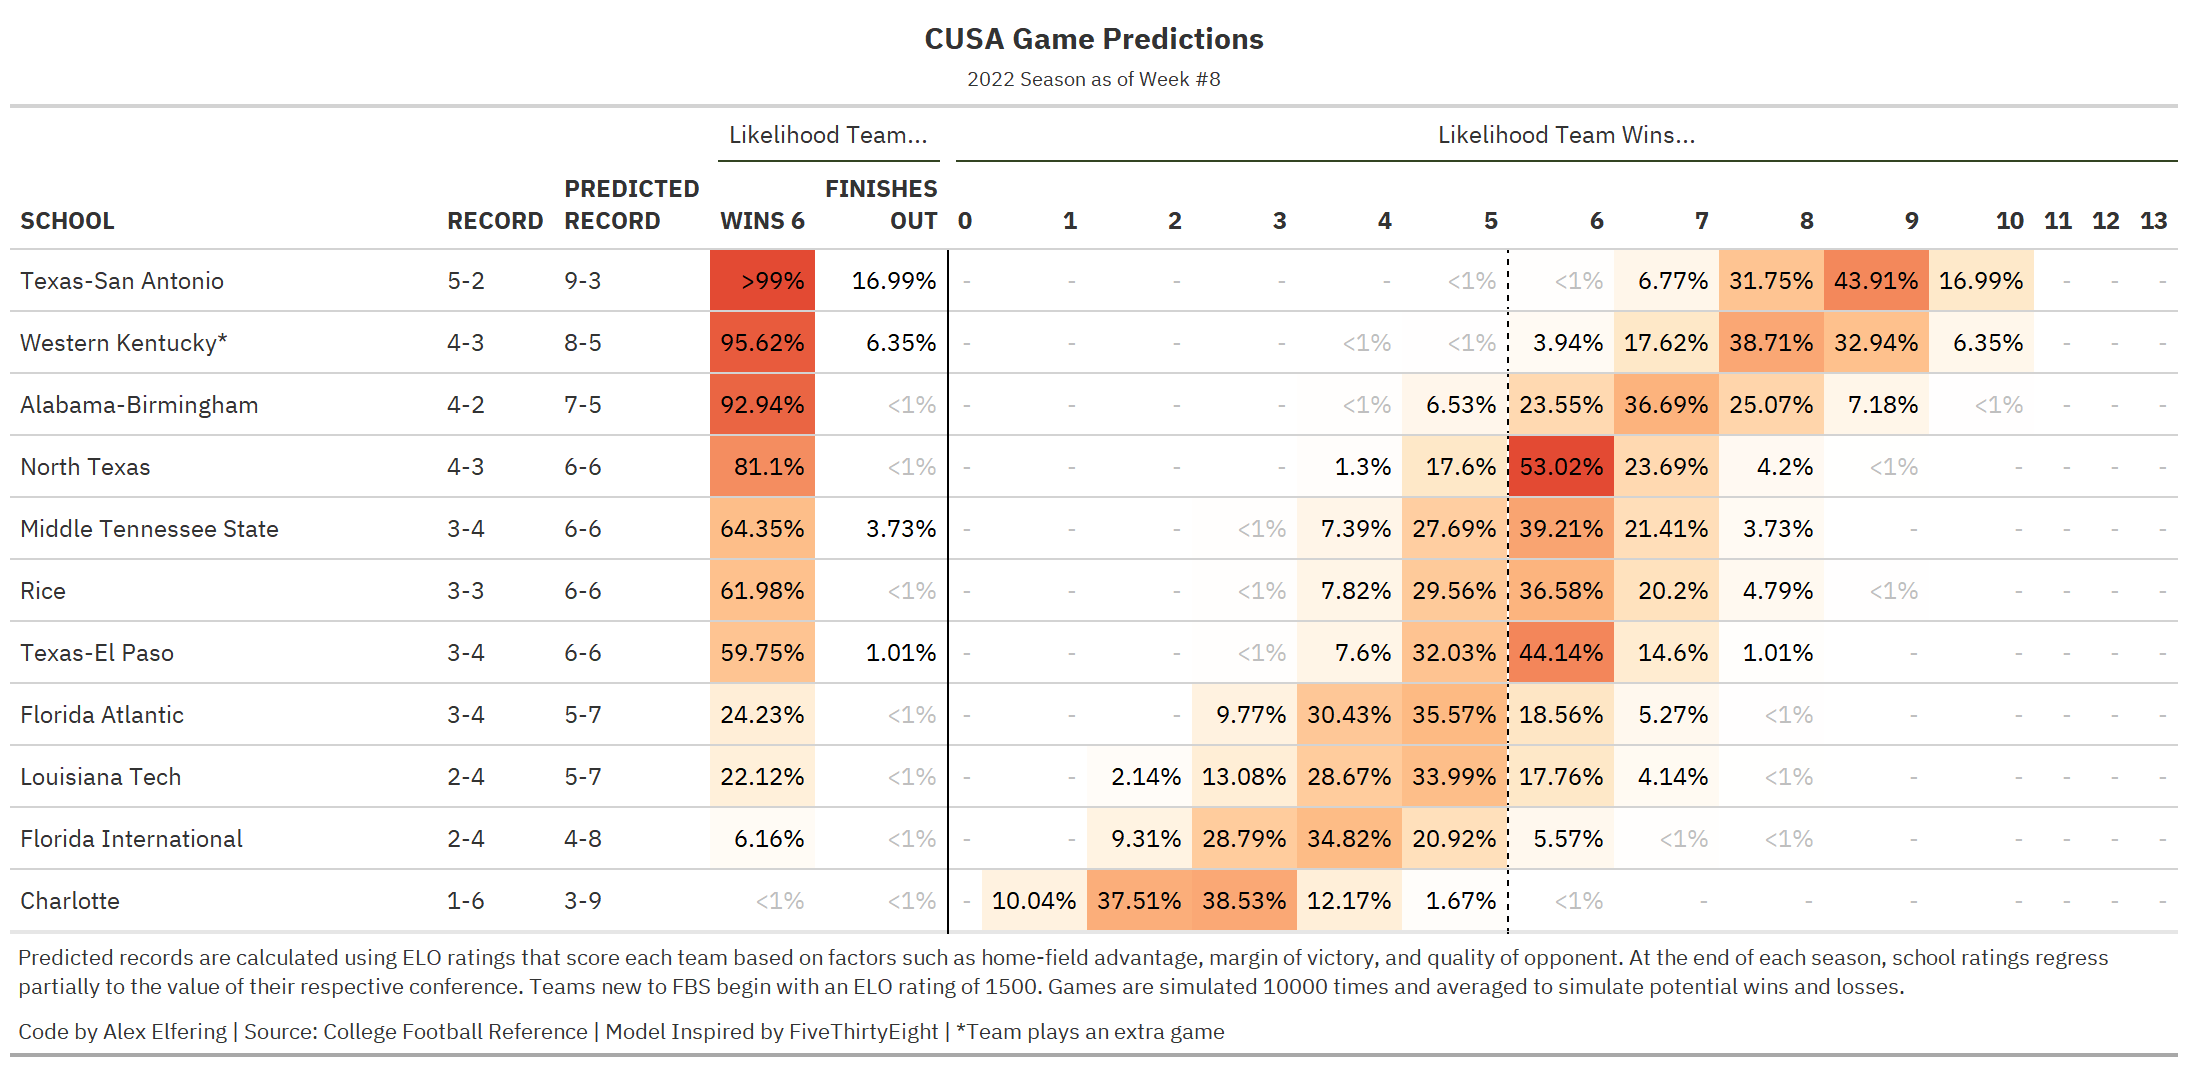 CUSA Game Predictions
2022 Season as of Week #8
Likelihood Team... Likelihood Team Wins...
PREDICTED FINISHES
SCHOOL RECORD RECORD WINS 6 OUT 0 1 2 3 4 5 6 7 8 9 10 11 12 13
Texas-San Antonio 5-2 9-3 >99% 16.99% - - - - - <1% <1% 6.77% 31.75% 43.91% 16.99% - - -
Western Kentucky* 4-3 8-5 95.62% 6.35% - - - - <1% <1% 3.94% 17.62% 38.71% 32.94% 6.35% - - -
Alabama-Birmingham 4-2 7-5 92.94% <1% - - - - <1% 6.53% 23.55% 36.69% 25.07% 7.18% <1% - - -
North Texas 4-3 6-6 81.1% <1% - - - - 1.3% 17.6% 53.02% 23.69% 4.2% <1% - - - -
Middle Tennessee State 3-4 6-6 64.35% 3.73% - - - <1% 7.39% 27.69% 39.21% 21.41% 3.73% - - - - -
Rice 3-3 6-6 61.98% <1% - - - <1% 7.82% 29.56% 36.58% 20.2% 4.79% <1% - - - -
Texas-El Paso 3-4 6-6 59.75% 1.01% - - - <1% 7.6% 32.03% 44.14% 14.6% 1.01% - - - - -
Florida Atlantic 3-4 5-7 24.23% <1% - - - 9.77% 30.43% 35.57% 18.56% 5.27% <1% - - - - -
Louisiana Tech 2-4 5-7 22.12% <1% - - 2.14% 13.08% 28.67% 33.99% 17.76% 4.14% <1% - - - - -
Florida International 2-4 4-8 6.16% <1% - - 9.31% 28.79% 34.82% 20.92% 5.57% <1% <1% - - - - -
Charlotte 1-6 3-9 <1% <1% - 10.04% 37.51% 38.53% 12.17% 1.67% <1% - - - - - - -
Predicted records are calculated using ELO ratings that score each team based on factors such as home-field advantage, margin of victory, and quality of opponent. At the end of each season, school ratings regress
partially to the value of their respective conference. Teams new to FBS begin with an ELO rating of 1500. Games are simulated 10000 times and averaged to simulate potential wins and losses.
Code by Alex Elfering | Source: College Football Reference | Model Inspired by FiveThirtyEight | *Team plays an extra game